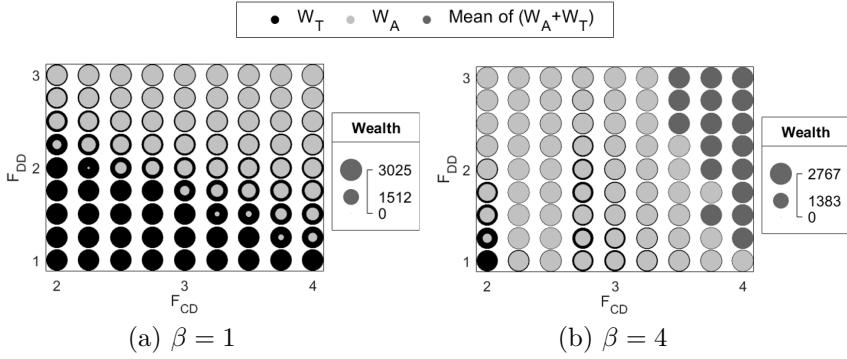 W_T W_A Mean of (W_A+W_T)
3
2
1
F_DD
2 3 4
F_CD
Wealth
3025
1512
0
(a) β = 1
3
2
1
F_DD
2 3 4
F_CD
Wealth
2767
1383
0
(b) β = 4